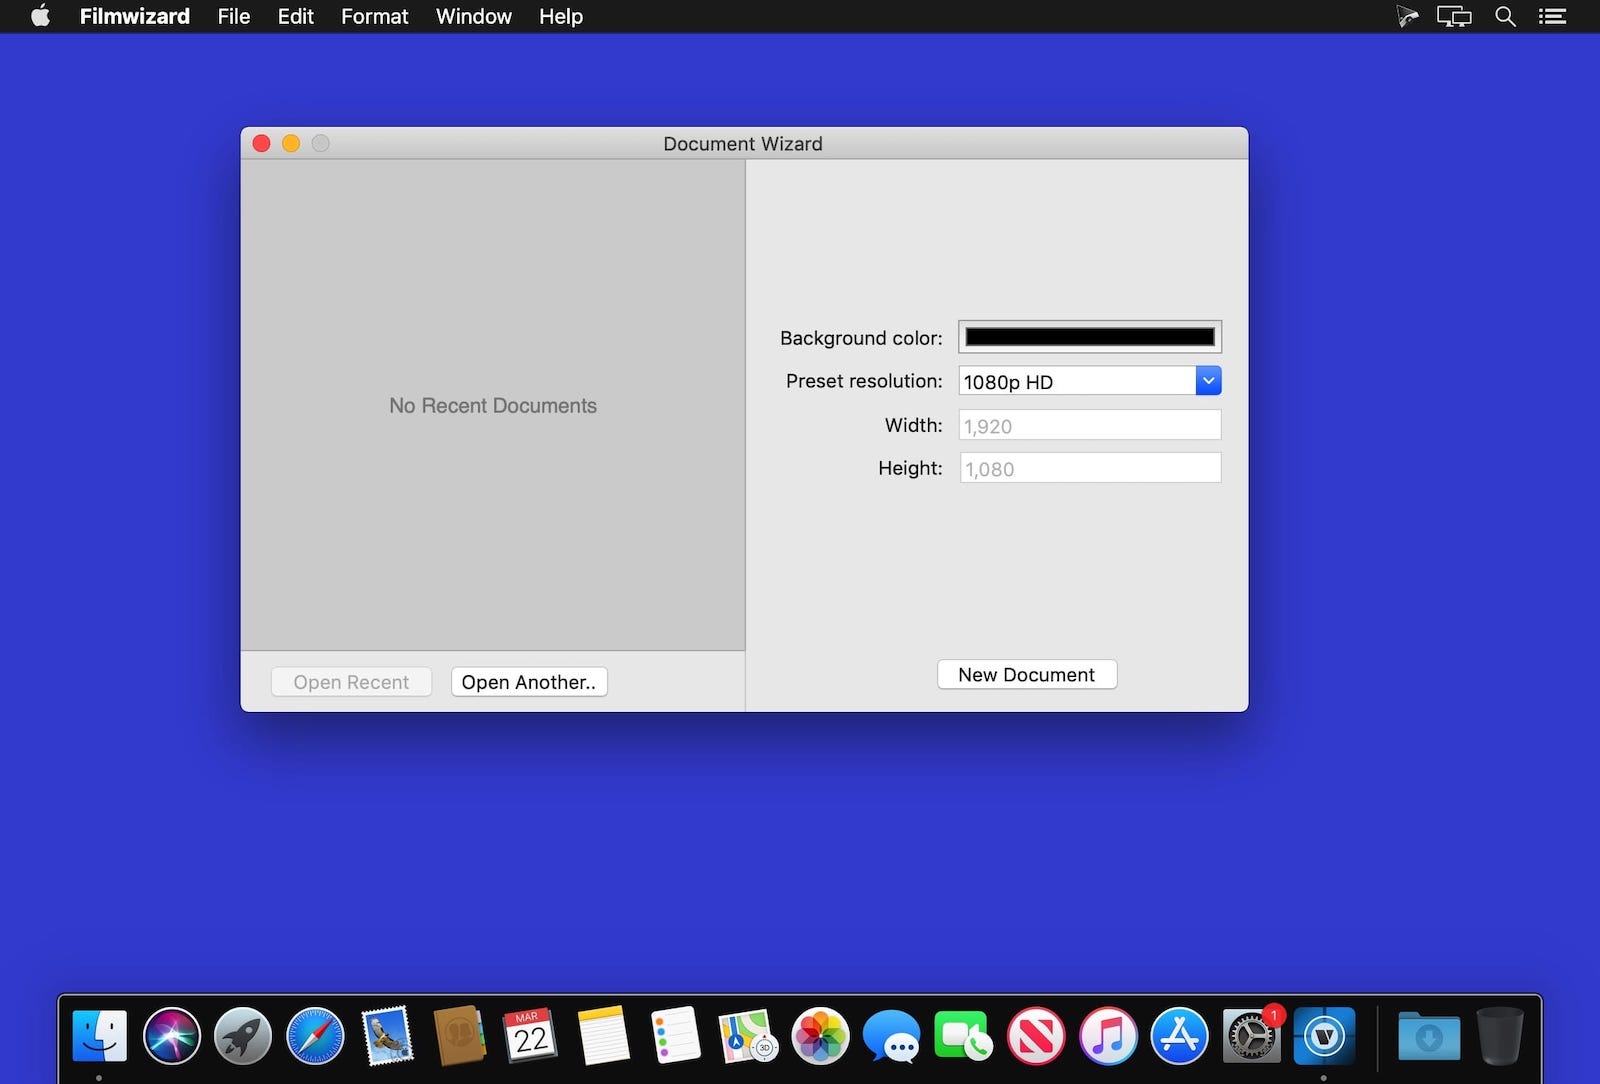 Filmwizard File Edit Format Window Help
Document Wizard
No Recent Documents
Background color:
Preset resolution: 1080p HD
Width: 1,920
Height: 1,080
Open Recent Open Another..
New Document
MAR
22
3D
1